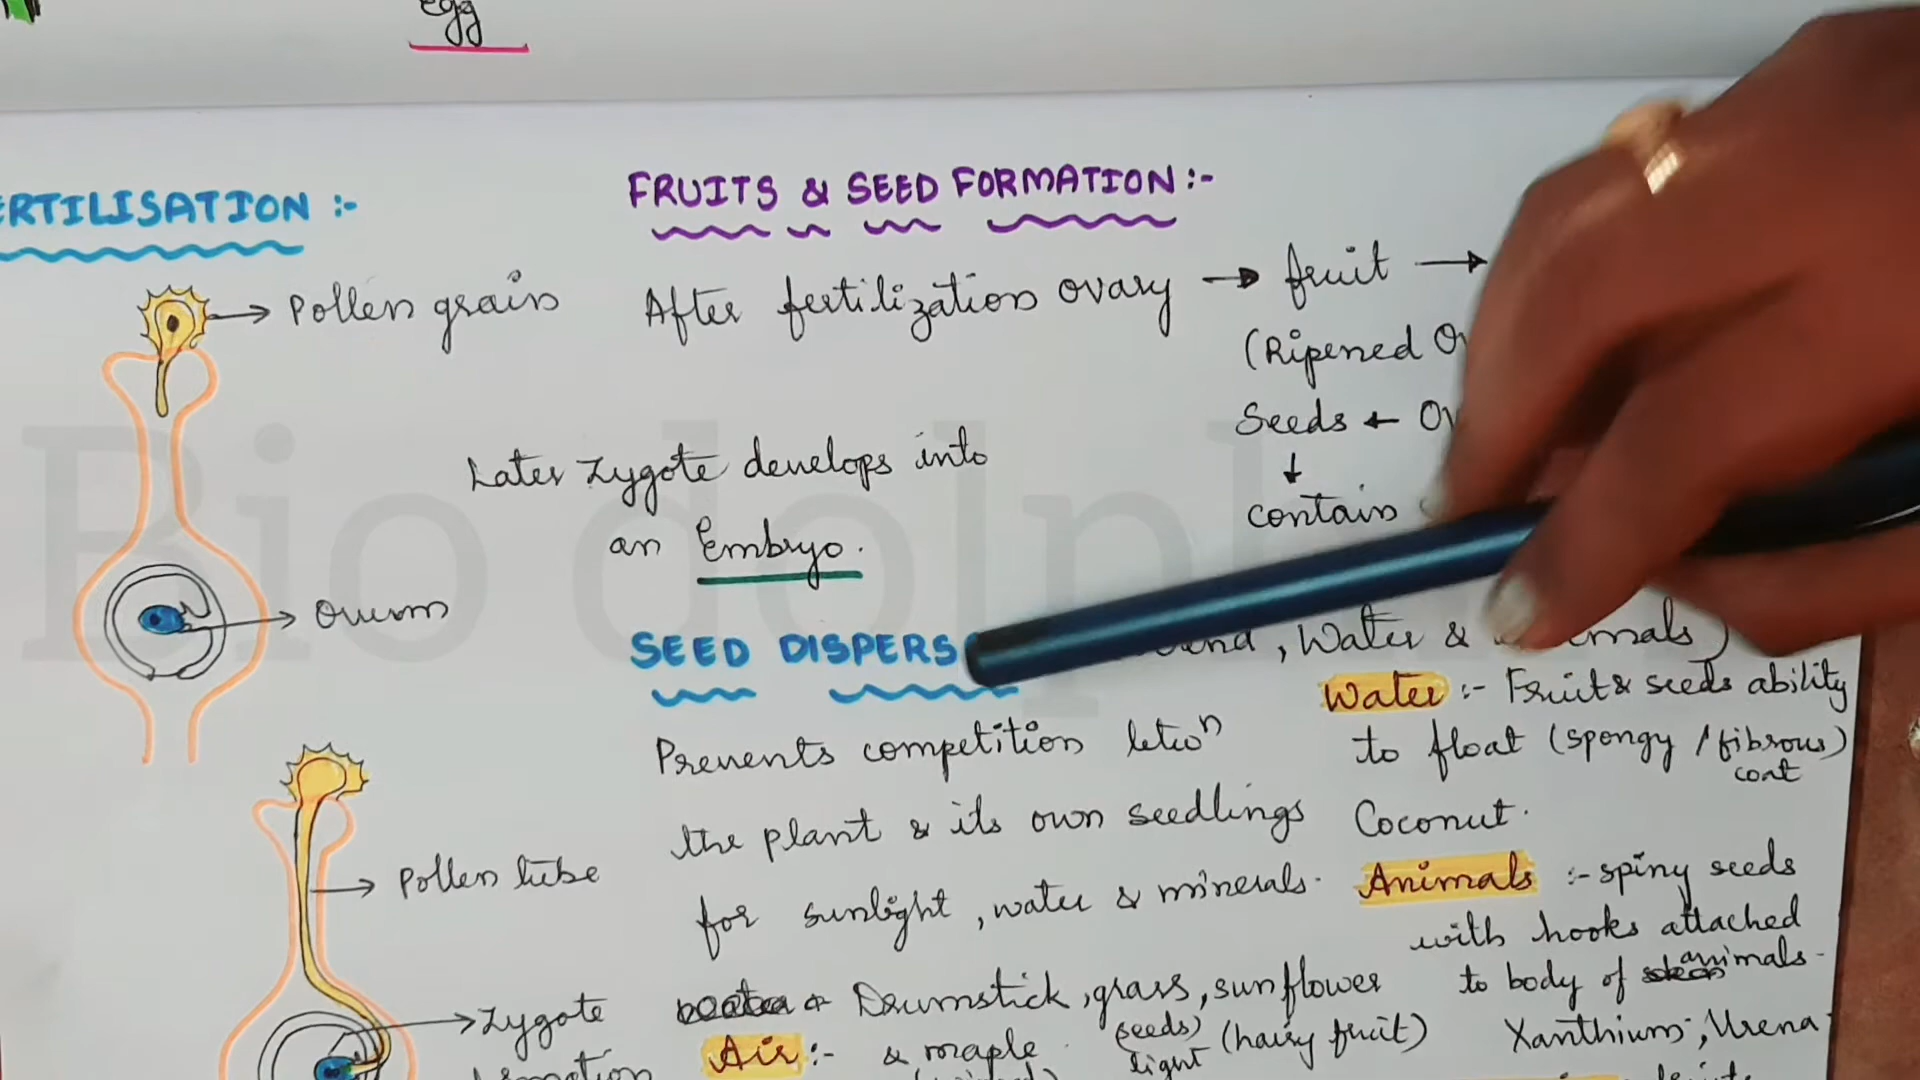 egg
ERTILISATION :-
Pollen grain
Ovum
Pollen tube
Zygote
FRUITS & SEED FORMATION :-
After fertilization ovary → fruit →
(Ripened
Seeds ←
↓
contain
Later Zygote develops into
an Embryo.
SEED DISPERS
, Water &
Prevents competition betwⁿ
the plant & its own seedlings
for sunlight, water & minerals.
Drumstick, grass, sunflower
Air :- & maple seeds) (hairy fruit)
light
Water :- Fruit & seeds ability
to float (spongy / fibrous)
coat
Coconut.
Animals :- spiny seeds
with hooks attached
to body of animals.
Xanthium, Urena
Bio dolph